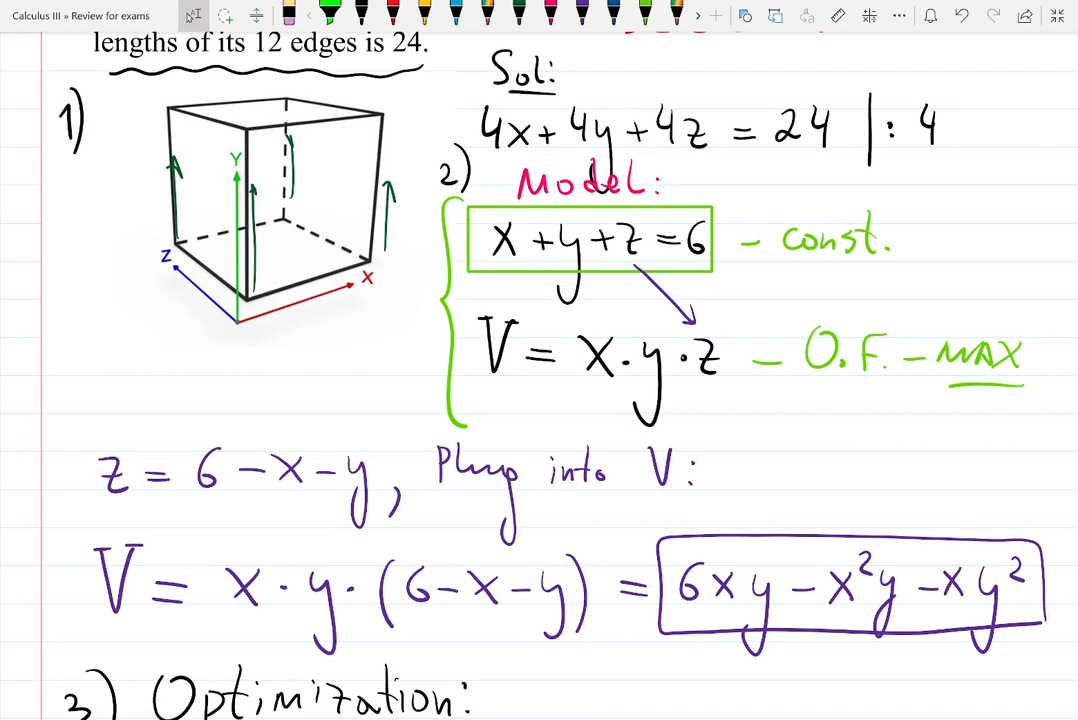 Calculus III » Review for exams
lengths of its 12 edges is 24.
Sol:
1)
4x + 4y + 4z = 24 | : 4
2) Model:
x + y + z = 6 - const.
V = x · y · z - O.F. - MAX
Y
Z
X
z = 6 - x - y, Plug into V:
V = x · y · (6 - x - y) = 6xy - x²y - xy²
3) Optimization: